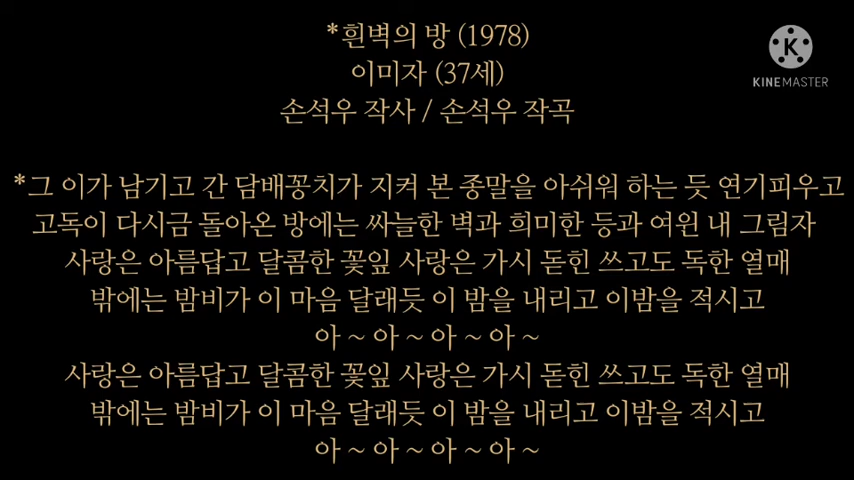 *흰벽의 방 (1978)
이미자 (37세)
손석우 작사 / 손석우 작곡
K
KINEMASTER
*그 이가 남기고 간 담배꽁치가 지켜 본 종말을 아쉬워 하는 듯 연기피우고
고독이 다시금 돌아온 방에는 싸늘한 벽과 희미한 등과 여윈 내 그림자
사랑은 아름답고 달콤한 꽃잎 사랑은 가시 돋힌 쓰고도 독한 열매
밖에는 밤비가 이 마음 달래듯 이 밤을 내리고 이밤을 적시고
아 ~ 아 ~ 아 ~ 아 ~
사랑은 아름답고 달콤한 꽃잎 사랑은 가시 돋힌 쓰고도 독한 열매
밖에는 밤비가 이 마음 달래듯 이 밤을 내리고 이밤을 적시고
아 ~ 아 ~ 아 ~ 아 ~